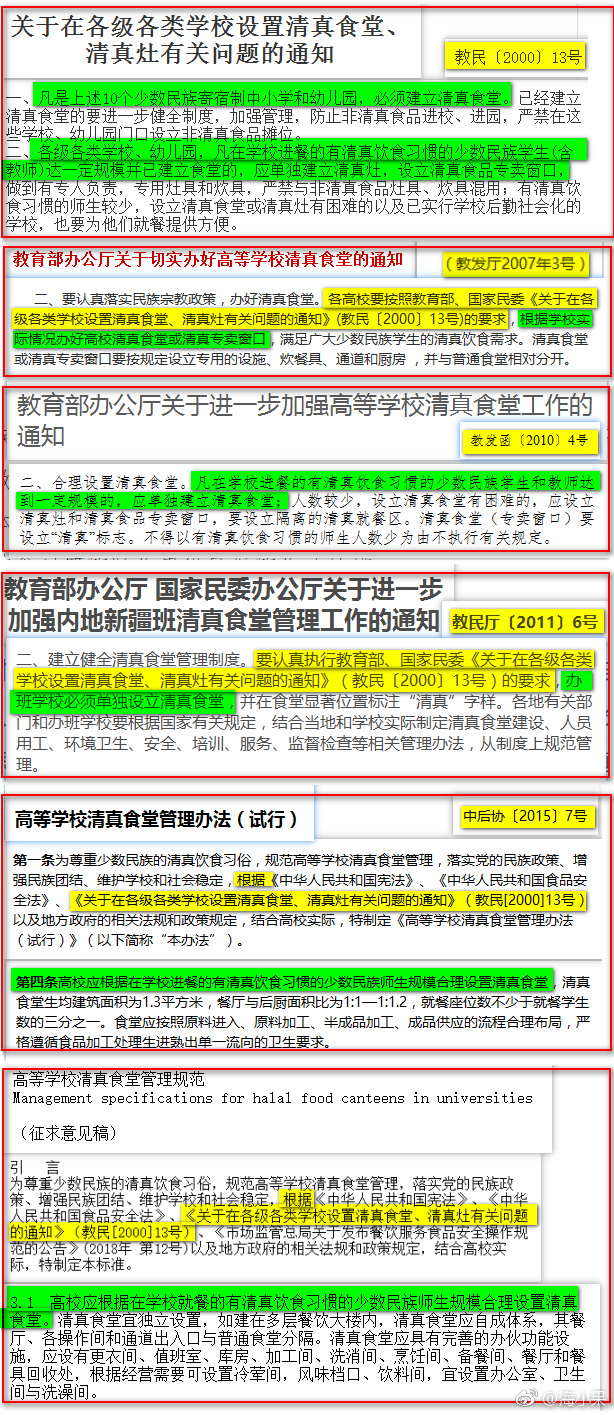 关于在各级各类学校设置清真食堂、
清真灶有关问题的通知
教民〔2000〕13号
一、凡是上述10个少数民族寄宿制中小学和幼儿园，必须建立清真食堂。已经建立
清真食堂的要进一步健全制度，加强管理，防止非清真食品进校、进园，严禁在这
些学校、幼儿园门口设立非清真食品摊位。
二、各级各类学校、幼儿园，凡在学校进餐的有清真饮食习惯的少数民族学生(含
教师)达一定规模并已建立食堂的，应单独建立清真灶，设立清真食品专卖窗口，
做到有专人负责，专用灶具和炊具，严禁与非清真食品灶具、炊具混用；有清真饮
食习惯的师生较少，设立清真食堂或清真灶有困难的以及已实行学校后勤社会化的
学校，也要为他们就餐提供方便。
教育部办公厅关于切实办好高等学校清真食堂的通知
（教发厅2007年3号）
二、要认真落实民族宗教政策，办好清真食堂。各高校要按照教育部、国家民委《关于在各
级各类学校设置清真食堂、清真灶有关问题的通知》(教民〔2000〕13号)的要求，根据学校实
际情况办好高校清真食堂或清真专卖窗口，满足广大少数民族学生的清真饮食需求。清真食堂
或清真专卖窗口要按规定设立专用的设施、炊餐具、通道和厨房，并与普通食堂相对分开。
教育部办公厅关于进一步加强高等学校清真食堂工作的
通知
教发函〔2010〕4号
二、合理设置清真食堂。凡在学校进餐的有清真饮食习惯的少数民族学生和教师达
到一定规模的，应单独建立清真食堂；人数较少，设立清真食堂有困难的，应设立
清真灶和清真食品专卖窗口，要设立隔离的清真就餐区。清真食堂（专卖窗口）要
设立“清真”标志。不得以有清真饮食习惯的师生人数少为由不执行有关规定。
教育部办公厅 国家民委办公厅关于进一步
加强内地新疆班清真食堂管理工作的通知
教民厅〔2011〕6号
二、建立健全清真食堂管理制度。要认真执行教育部、国家民委《关于在各级各类
学校设置清真食堂、清真灶有关问题的通知》（教民〔2000〕13号）的要求，办
班学校必须单独设立清真食堂，并在食堂显著位置标注“清真”字样。各地有关部
门和办班学校要根据国家有关规定，结合当地和学校实际制定清真食堂建设、人员
用工、环境卫生、安全、培训、服务、监督检查等相关管理办法，从制度上规范管
理。
高等学校清真食堂管理办法（试行）
中后协〔2015〕7号
第一条为尊重少数民族的清真饮食习俗，规范高等学校清真食堂管理，落实党的民族政策、增
强民族团结、维护学校和社会稳定，根据《中华人民共和国宪法》、《中华人民共和国食品安
全法》、《关于在各级各类学校设置清真食堂、清真灶有关问题的通知》（教民[2000]13号）
以及地方政府的相关法规和政策规定，结合高校实际，特制定《高等学校清真食堂管理办法
（试行）》（以下简称“本办法”）。
第四条高校应根据在学校进餐的有清真饮食习惯的少数民族师生规模合理设置清真食堂，清真
食堂生均建筑面积为1.3平方米，餐厅与后厨面积比为1:1—1:1.2，就餐座位数不少于就餐学生
数的三分之一。食堂应按照原料进入、原料加工、半成品加工、成品供应的流程合理布局，严
格遵循食品加工处理生进熟出单一流向的卫生要求。
高等学校清真食堂管理规范
Management specifications for halal food canteens in universities
（征求意见稿）
引 言
为尊重少数民族的清真饮食习俗，规范高等学校清真食堂管理，落实党的民族政
策、增强民族团结、维护学校和社会稳定，根据《中华人民共和国宪法》、《中华
人民共和国食品安全法》、《关于在各级各类学校设置清真食堂、清真灶有关问题
的通知》（教民[2000]13号）、《市场监管总局关于发布餐饮服务食品安全操作规
范的公告》(2018年 第12号)以及地方政府的相关法规和政策规定，结合高校实
际，特制定本标准。
3.1 高校应根据在学校就餐的有清真饮食习惯的少数民族师生规模合理设置清真
食堂。清真食堂宜独立设置，如建在多层餐饮大楼内，清真食堂应自成体系，其餐
厅、各操作间和通道出入口与普通食堂分隔。清真食堂应具有完善的办伙功能设
施，应设有更衣间、值班室、库房、加工间、洗消间、烹饪间、备餐间、餐厅和餐
具回收处，根据经营需要可设置冷荤间，风味档口、饮料间，宜设置办公室、卫生
间与洗澡间。
@海小果